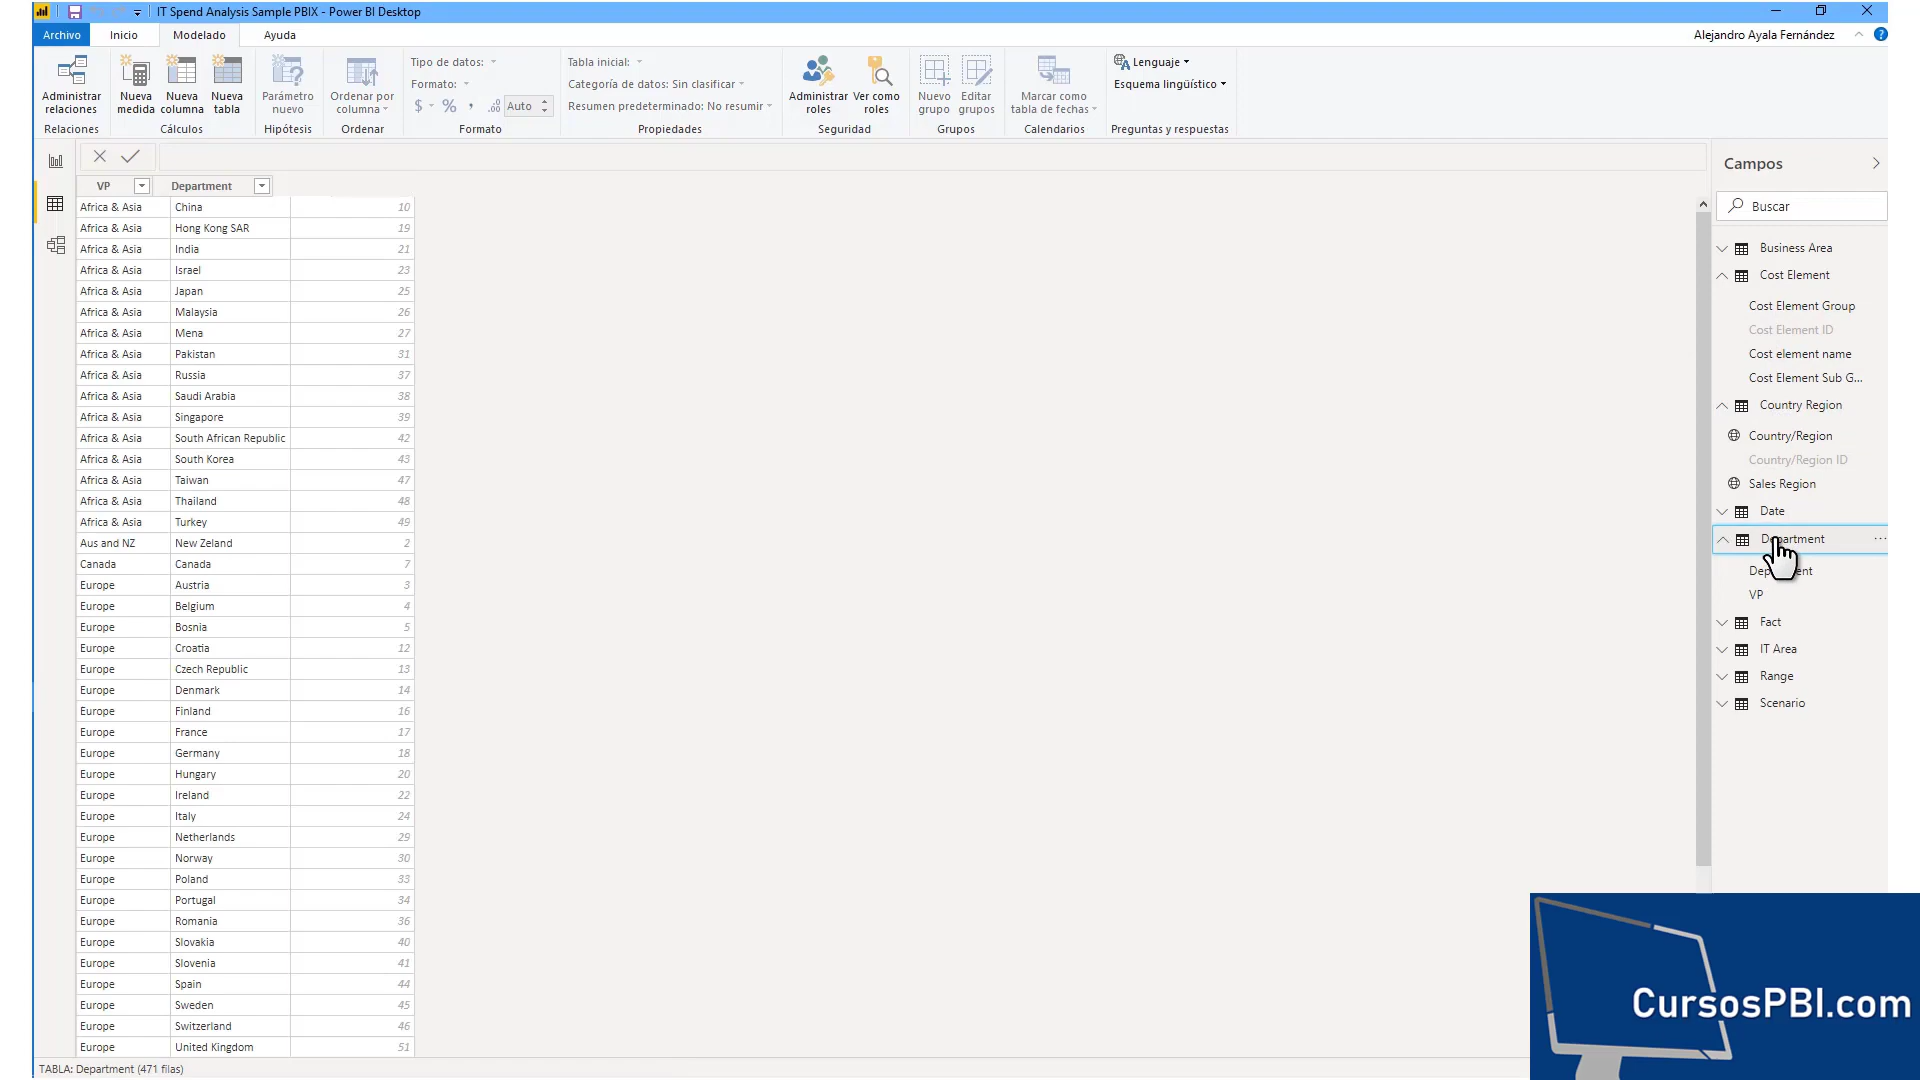 IT Spend Analysis Sample PBIX - Power BI Desktop
Archivo Inicio Modelado Ayuda Alejandro Ayala Fernández
Administrar relaciones
Relaciones
Nueva medida Nueva columna Nueva tabla
Cálculos
Parámetro nuevo
Hipótesis
Ordenar por columna
Ordenar
Tipo de datos:
Formato:
$ % , .00 Auto
Formato
Tabla inicial:
Categoría de datos: Sin clasificar
Resumen predeterminado: No resumir
Propiedades
Administrar roles Ver como roles
Seguridad
Nuevo grupo Editar grupos
Grupos
Marcar como tabla de fechas
Calendarios
Lenguaje
Esquema lingüístico
Preguntas y respuestas
VP Department
Africa & Asia China 10
Africa & Asia Hong Kong SAR 19
Africa & Asia India 21
Africa & Asia Israel 23
Africa & Asia Japan 25
Africa & Asia Malaysia 26
Africa & Asia Mena 27
Africa & Asia Pakistan 31
Africa & Asia Russia 37
Africa & Asia Saudi Arabia 38
Africa & Asia Singapore 39
Africa & Asia South African Republic 42
Africa & Asia South Korea 43
Africa & Asia Taiwan 47
Africa & Asia Thailand 48
Africa & Asia Turkey 49
Aus and NZ New Zeland 2
Canada Canada 7
Europe Austria 3
Europe Belgium 4
Europe Bosnia 5
Europe Croatia 12
Europe Czech Republic 13
Europe Denmark 14
Europe Finland 16
Europe France 17
Europe Germany 18
Europe Hungary 20
Europe Ireland 22
Europe Italy 24
Europe Netherlands 29
Europe Norway 30
Europe Poland 33
Europe Portugal 34
Europe Romania 36
Europe Slovakia 40
Europe Slovenia 41
Europe Spain 44
Europe Sweden 45
Europe Switzerland 46
Europe United Kingdom 51
TABLA: Department (471 filas)
Campos
Buscar
Business Area
Cost Element
Cost Element Group
Cost Element ID
Cost element name
Cost Element Sub G...
Country Region
Country/Region
Country/Region ID
Sales Region
Date
Department
Department
VP
Fact
IT Area
Range
Scenario
CursosPBI.com